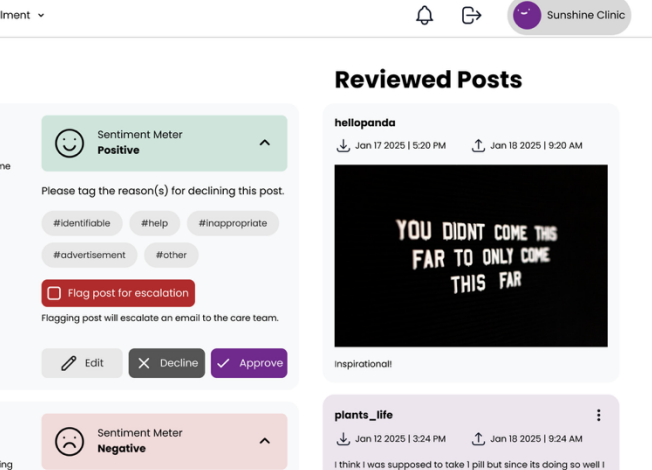 lment
Sunshine Clinic
me
Sentiment Meter
Positive
Please tag the reason(s) for declining this post.
#identifiable
#help
#inappropriate
#advertisement
#other
Flag post for escalation
Flagging post will escalate an email to the care team.
Edit
Decline
Approve
Sentiment Meter
Negative
ing
Reviewed Posts
hellopanda
Jan 17 2025 | 5:20 PM
Jan 18 2025 | 9:20 AM
YOU DIDNT COME THIS
FAR TO ONLY COME
THIS FAR
Inspirational!
plants_life
Jan 12 2025 | 3:24 PM
Jan 18 2025 | 9:24 AM
I think I was supposed to take 1 pill but since its doing so well I